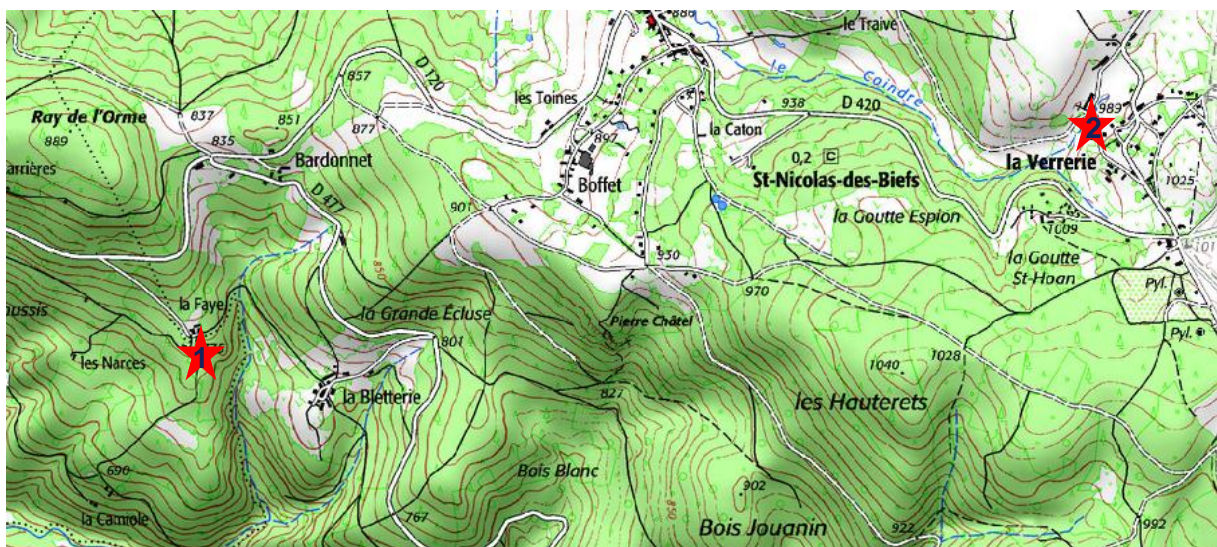 886
le Traive
857
D 120
le Coindre
les Toines
938
D 420
989
2
837
851
877
la Caton
Ray de l'Orme
835
897
la Verrerie
889
Bardonnet
0,2 C
Boffet
St-Nicolas-des-Biefs
1025
arrières
D 477
901
la Goutte Espion
1009
101
930
la Goutte
St-Hoan
850
970
Pyl.
la Faye
la Grande Écluse
Pierre Châtel
ussis
801
Pyl.
1
les Narces
1028
1040
la Bletterie
827
les Hauterets
690
Bois Blanc
902
850
la Camiole
767
Bois Jouanin
922
992